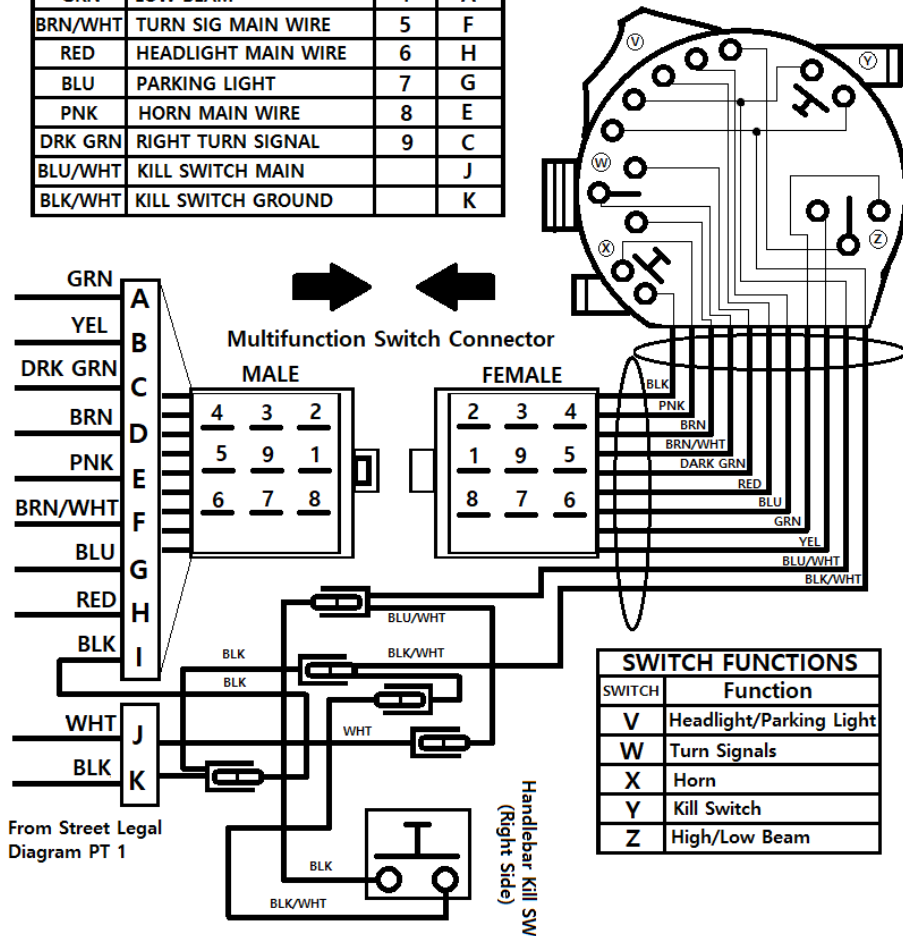 BRN/WHT TURN SIG MAIN WIRE 5 F
RED HEADLIGHT MAIN WIRE 6 H
BLU PARKING LIGHT 7 G
PNK HORN MAIN WIRE 8 E
DRK GRN RIGHT TURN SIGNAL 9 C
BLU/WHT KILL SWITCH MAIN J
BLK/WHT KILL SWITCH GROUND K
V
Y
W
X
Z
GRN A
YEL B
DRK GRN C
BRN D
PNK E
BRN/WHT F
BLU G
RED H
BLK I
WHT J
BLK K
From Street Legal
Diagram PT 1
Multifunction Switch Connector
MALE
4 3 2
5 9 1
6 7 8
FEMALE
2 3 4
1 9 5
8 7 6
BLK
PNK
BRN
BRN/WHT
DARK GRN
RED
BLU
GRN
YEL
BLU/WHT
BLK/WHT
BLU/WHT
BLK
BLK/WHT
BLK
WHT
BLK
BLK/WHT
Handlebar Kill SW
(Right Side)
SWITCH FUNCTIONS
SWITCH Function
V Headlight/Parking Light
W Turn Signals
X Horn
Y Kill Switch
Z High/Low Beam